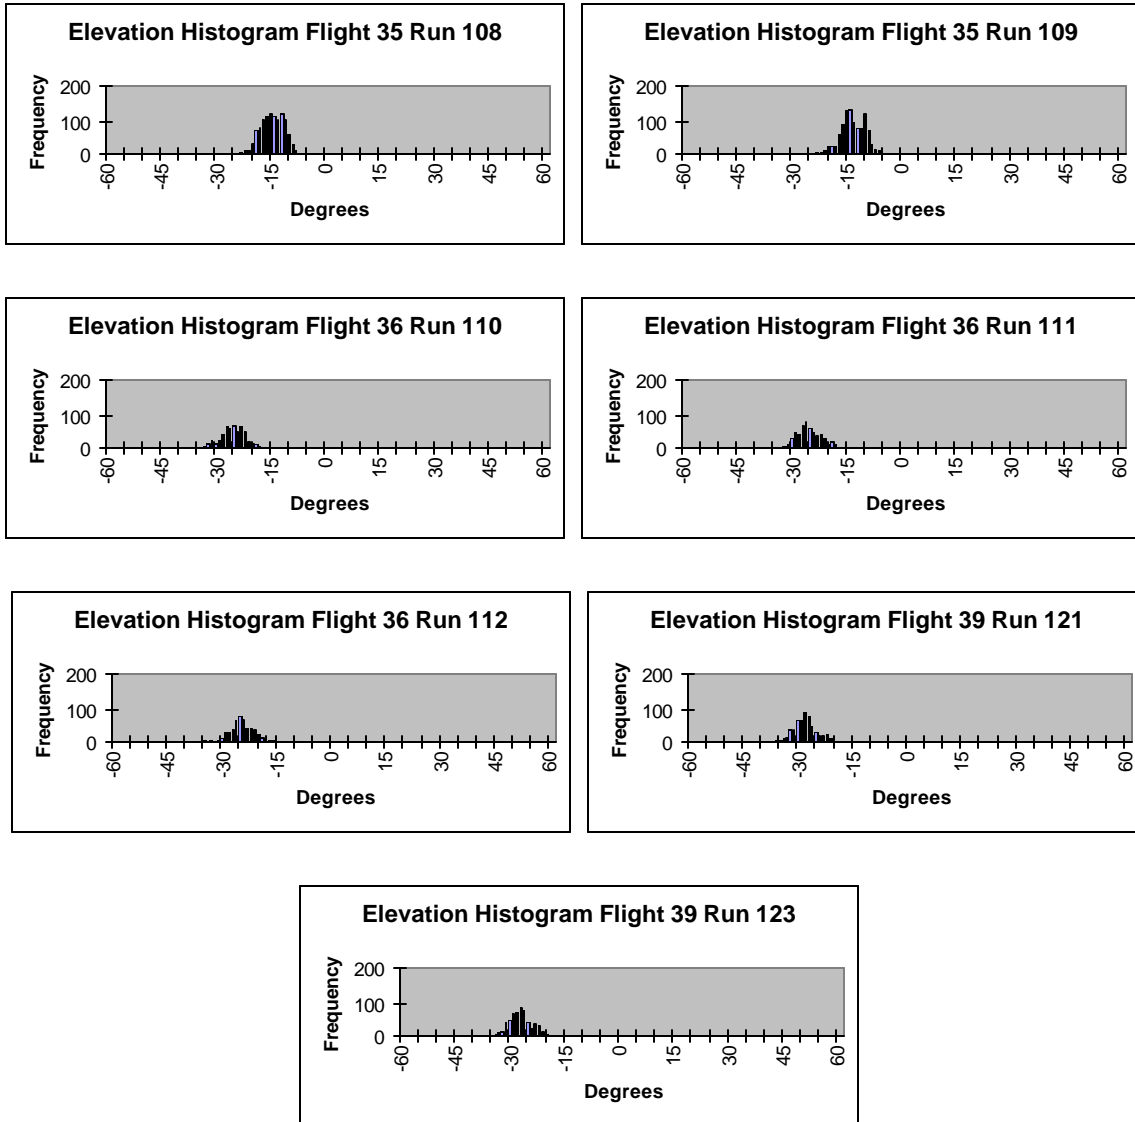 Elevation Histogram Flight 35 Run 108
Frequency
200
100
0
-60 -45 -30 -15 0 15 30 45 60
Degrees
Elevation Histogram Flight 35 Run 109
Frequency
200
100
0
-60 -45 -30 -15 0 15 30 45 60
Degrees
Elevation Histogram Flight 36 Run 110
Frequency
200
100
0
-60 -45 -30 -15 0 15 30 45 60
Degrees
Elevation Histogram Flight 36 Run 111
Frequency
200
100
0
-60 -45 -30 -15 0 15 30 45 60
Degrees
Elevation Histogram Flight 36 Run 112
Frequency
200
100
0
-60 -45 -30 -15 0 15 30 45 60
Degrees
Elevation Histogram Flight 39 Run 121
Frequency
200
100
0
-60 -45 -30 -15 0 15 30 45 60
Degrees
Elevation Histogram Flight 39 Run 123
Frequency
200
100
0
-60 -45 -30 -15 0 15 30 45 60
Degrees